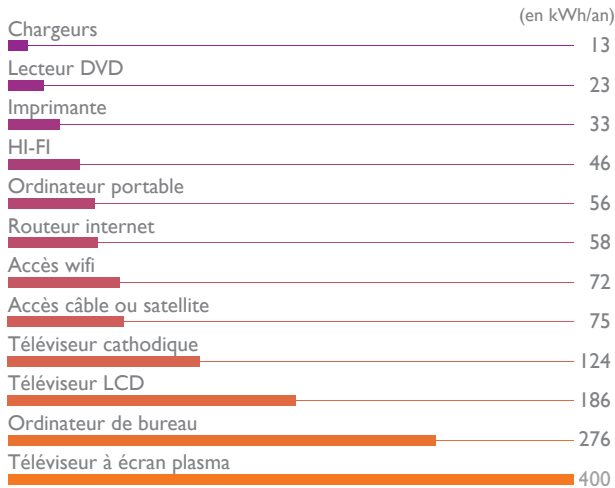 (en kWh/an)
Chargeurs
13
Lecteur DVD
23
Imprimante
33
HI-FI
46
Ordinateur portable
56
Routeur internet
58
Accès wifi
72
Accès câble ou satellite
75
Téléviseur cathodique
124
Téléviseur LCD
186
Ordinateur de bureau
276
Téléviseur à écran plasma
400